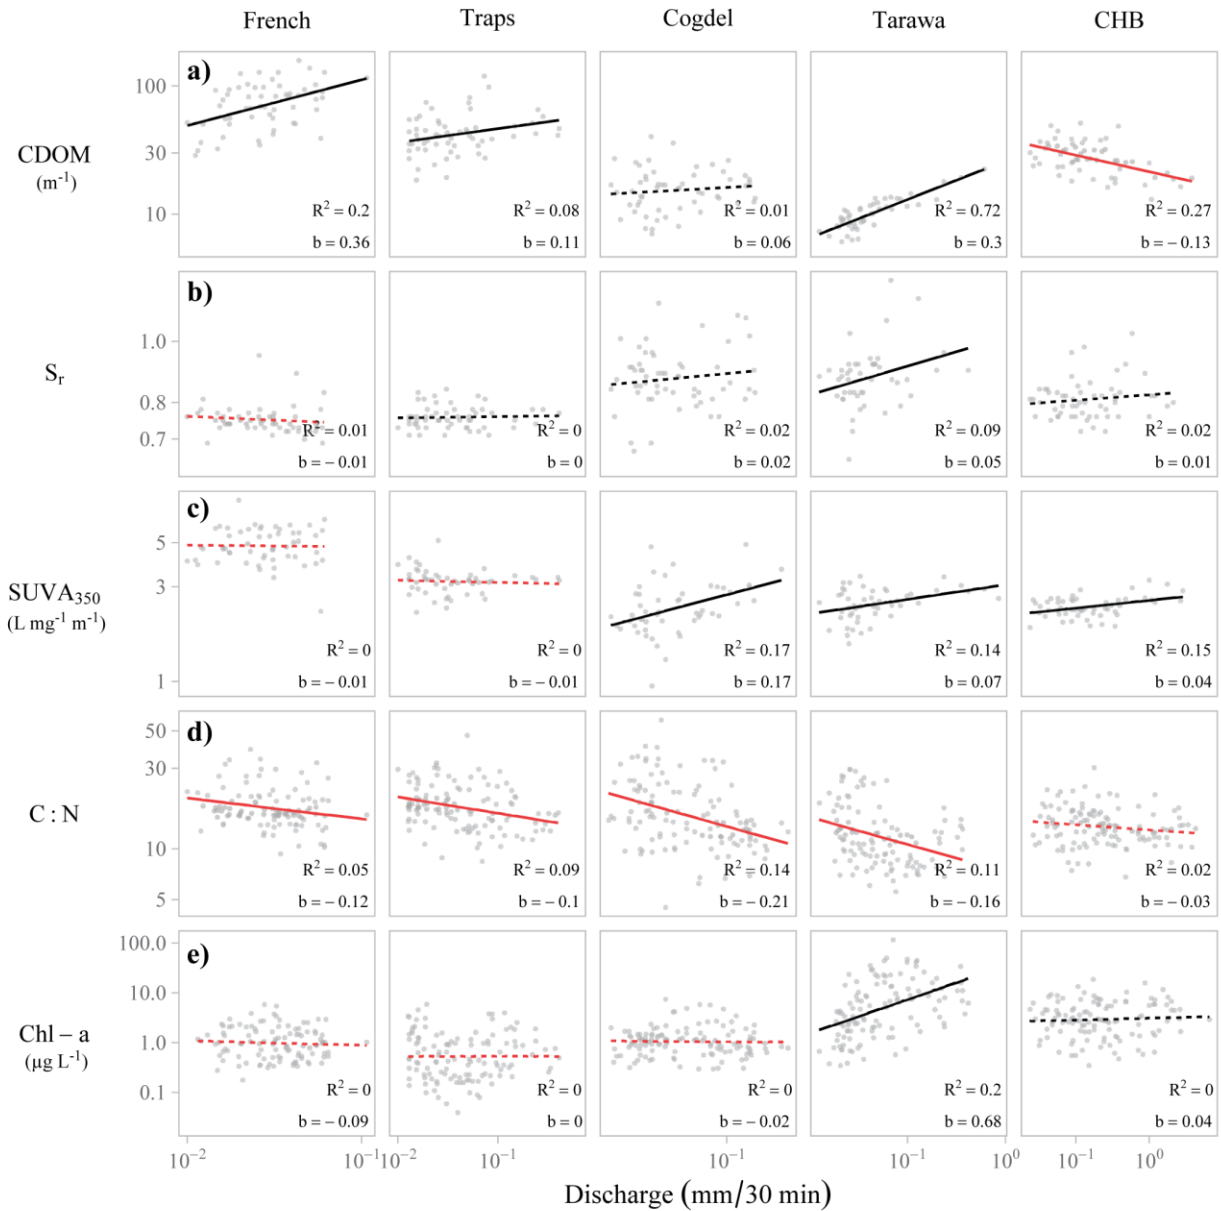 French Traps Cogdel Tarawa CHB
a)
CDOM
(m⁻¹)
100
30
10
R² = 0.2
b = 0.36
R² = 0.08
b = 0.11
R² = 0.01
b = 0.06
R² = 0.72
b = 0.3
R² = 0.27
b = − 0.13
b)
Sᵣ
1.0
0.8
0.7
R² = 0.01
b = − 0.01
R² = 0
b = 0
R² = 0.02
b = 0.02
R² = 0.09
b = 0.05
R² = 0.02
b = 0.01
c)
SUVA₃₅₀
(L mg⁻¹ m⁻¹)
5
3
1
R² = 0
b = − 0.01
R² = 0
b = − 0.01
R² = 0.17
b = 0.17
R² = 0.14
b = 0.07
R² = 0.15
b = 0.04
d)
C : N
50
30
10
5
R² = 0.05
b = − 0.12
R² = 0.09
b = − 0.1
R² = 0.14
b = − 0.21
R² = 0.11
b = − 0.16
R² = 0.02
b = − 0.03
e)
Chl − a
(µg L⁻¹)
100.0
10.0
1.0
0.1
R² = 0
b = − 0.09
R² = 0
b = 0
R² = 0
b = − 0.02
R² = 0.2
b = 0.68
R² = 0
b = 0.04
10⁻² 10⁻¹ 10⁻² 10⁻¹ 10⁻¹ 10⁻¹ 10⁰ 10⁻¹ 10⁰
Discharge (mm/30 min)